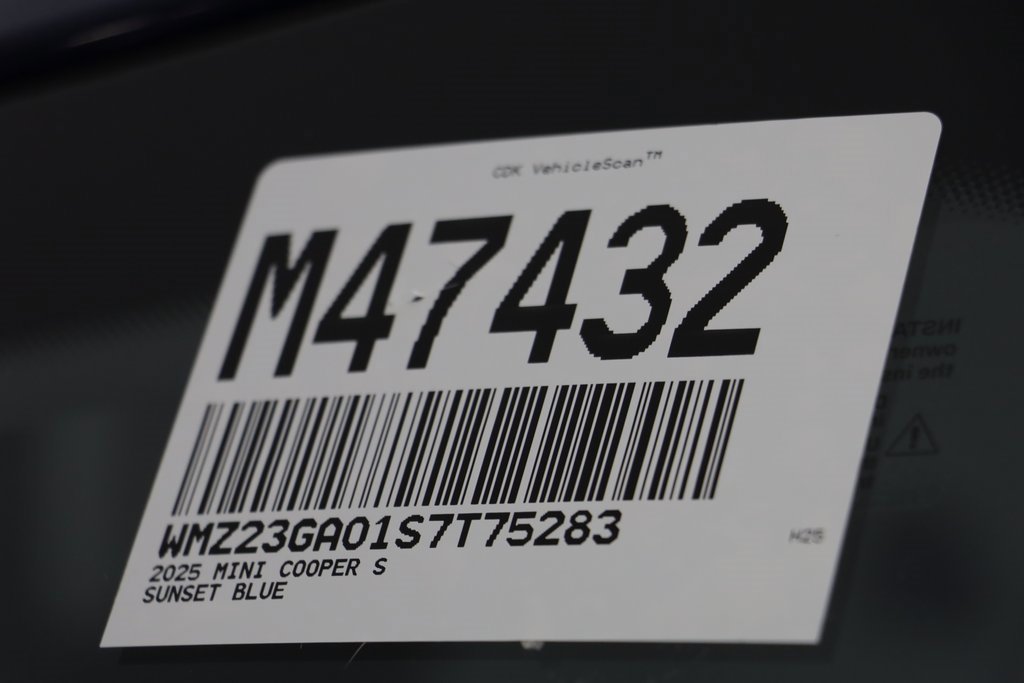 CDK VehicleScan™
M47432
WMZ23GA01S7T75283
H25
2025 MINI COOPER S
SUNSET BLUE